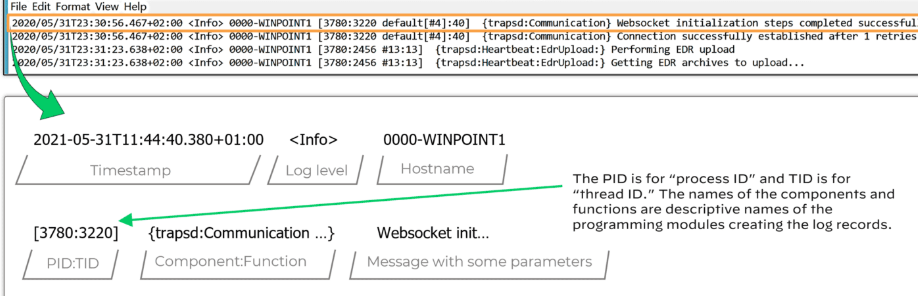 File Edit Format View Help
2020/05/31T23:30:56.467+02:00 <Info> 0000-WINPOINT1 [3780:3220 default[#4]:40] {trapsd:Communication} Websocket initialization steps completed successful
2020/05/31T23:30:56.467+02:00 <Info> 0000-WINPOINT1 [3780:3220 default[#4]:40] {trapsd:Communication} Connection successfully established after 1 retries
2020/05/31T23:31:23.638+02:00 <Info> 0000-WINPOINT1 [3780:2456 #13:13] {trapsd:Heartbeat:EdrUpload:} Performing EDR upload
2020/05/31T23:31:23.638+02:00 <Info> 0000-WINPOINT1 [3780:2456 #13:13] {trapsd:Heartbeat:EdrUpload:} Getting EDR archives to upload...
2021-05-31T11:44:40.380+01:00 <Info> 0000-WINPOINT1
Timestamp Log level Hostname
The PID is for “process ID” and TID is for
“thread ID.” The names of the components and
functions are descriptive names of the
programming modules creating the log records.
[3780:3220] {trapsd:Communication ...} Websocket init...
PID:TID Component:Function Message with some parameters